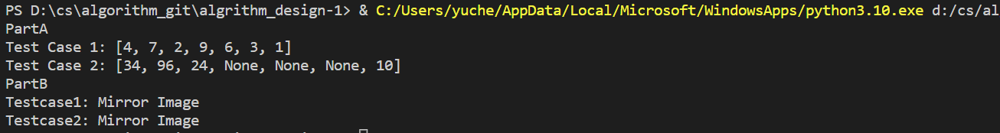 PS D:\cs\algorithm_git\algrithm_design-1> & C:/Users/yuche/AppData/Local/Microsoft/WindowsApps/python3.10.exe d:/cs/al
PartA
Test Case 1: [4, 7, 2, 9, 6, 3, 1]
Test Case 2: [34, 96, 24, None, None, None, 10]
PartB
Testcase1: Mirror Image
Testcase2: Mirror Image